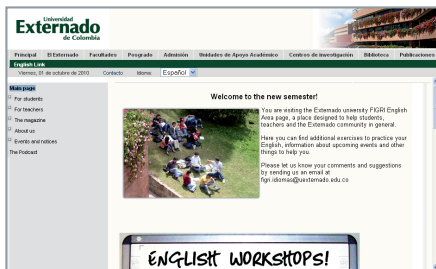 Universidad
Externado
de Colombia
Principal El Externado Facultades Posgrado Admisión Unidades de Apoyo Académico Centros de Investigación Biblioteca Publicaciones
English Link
Viernes, 01 de octubre de 2010 Contacto Idioma: Español
Main page
For students
For teachers
The magazine
About us
Events and notices
The Podcast
Welcome to the new semester!
You are visiting the Externado university FIGRI English
Area page, a place designed to help students,
teachers and the Externado community in general.
Here you can find additional exercises to practice your
English, information about upcoming events and other
things to help you.
Please let us know your comments and suggestions
by sending us an email at
figri.idiomas@uexternado.edu.co
ENGLISH WORKSHOPS!